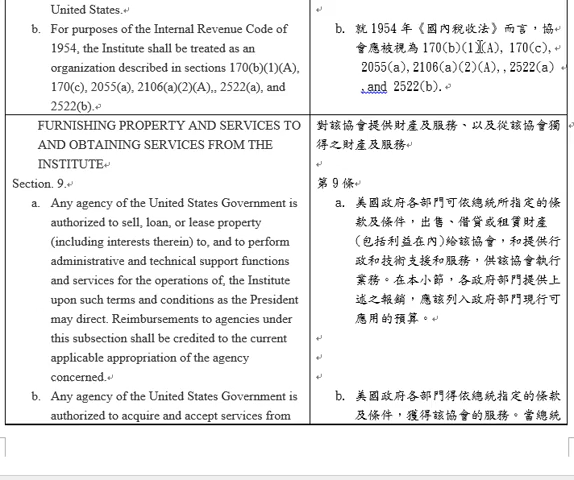 United States.
b. For purposes of the Internal Revenue Code of
1954, the Institute shall be treated as an
organization described in sections 170(b)(1)(A),
170(c), 2055(a), 2106(a)(2)(A),, 2522(a), and
2522(b).
FURNISHING PROPERTY AND SERVICES TO
AND OBTAINING SERVICES FROM THE
INSTITUTE
Section. 9.
a. Any agency of the United States Government is
authorized to sell, loan, or lease property
(including interests therein) to, and to perform
administrative and technical support functions
and services for the operations of, the Institute
upon such terms and conditions as the President
may direct. Reimbursements to agencies under
this subsection shall be credited to the current
applicable appropriation of the agency
concerned.
b. Any agency of the United States Government is
authorized to acquire and accept services from
b. 就 1954 年《國內稅收法》而言，協
會應被視為 170(b)(1)(A), 170(c),
2055(a), 2106(a)(2)(A),, 2522(a)
, and 2522(b).
對該協會提供財產及服務、以及從該協會獨
得之財產及服務
第 9 條
a. 美國政府各部門可依總統所指定的條
款及條件，出售、借貸或租賃財產
(包括利益在內)給該協會，和提供行
政和技術支援和服務，供該協會執行
業務。在本小節，各政府部門提供上
述之報銷，應該列入政府部門現行可
應用的預算。
b. 美國政府各部門得依總統指定的條款
及條件，獲得該協會的服務。當總統